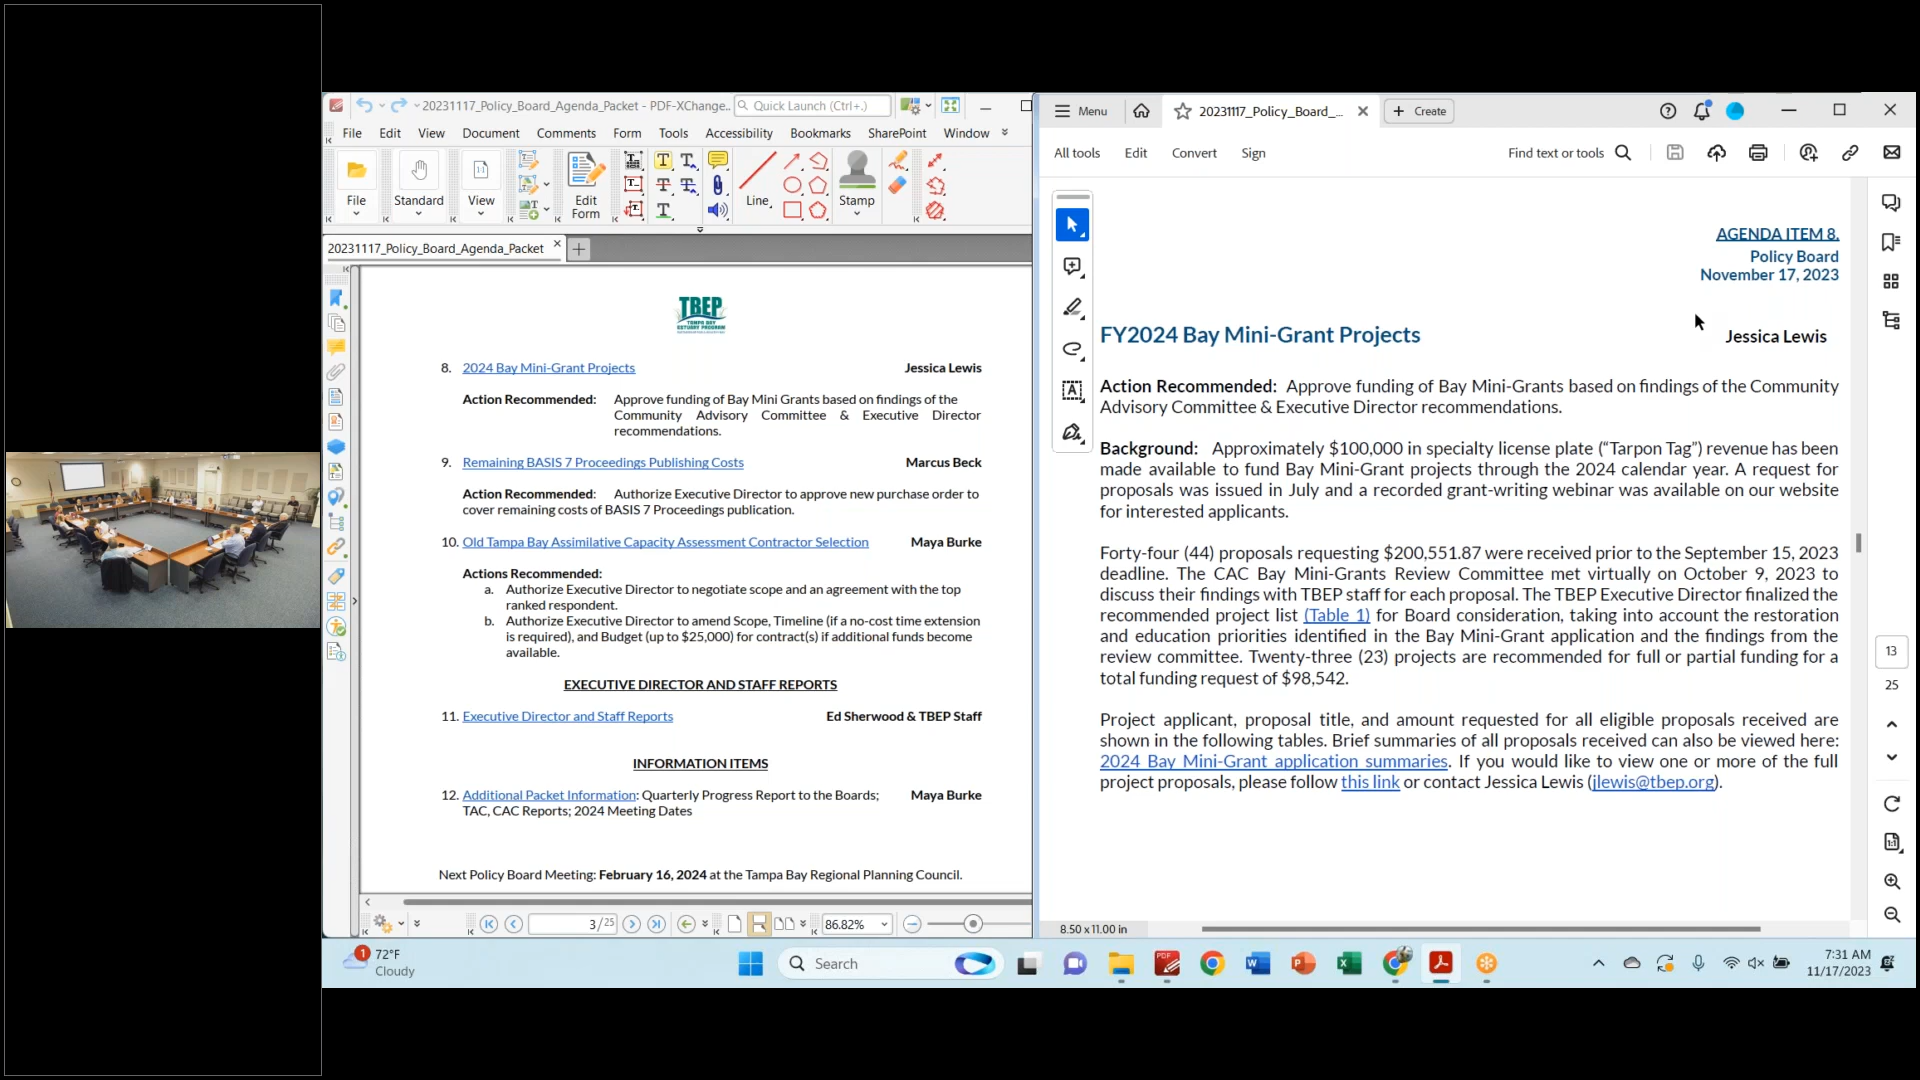 20231117_Policy_Board_Agenda_Packet - PDF-XChange...
Quick Launch (Ctrl+.)
File Edit View Document Comments Form Tools Accessibility Bookmarks SharePoint Window
File
Standard
View
Edit
Form
Line
Stamp
20231117_Policy_Board_Agenda_Packet
TBEP
TAMPA BAY
ESTUARY PROGRAM
8. 2024 Bay Mini-Grant Projects Jessica Lewis
Action Recommended: Approve funding of Bay Mini Grants based on findings of the
Community Advisory Committee & Executive Director
recommendations.
9. Remaining BASIS 7 Proceedings Publishing Costs Marcus Beck
Action Recommended: Authorize Executive Director to approve new purchase order to
cover remaining costs of BASIS 7 Proceedings publication.
10. Old Tampa Bay Assimilative Capacity Assessment Contractor Selection Maya Burke
Actions Recommended:
a. Authorize Executive Director to negotiate scope and an agreement with the top
ranked respondent.
b. Authorize Executive Director to amend Scope, Timeline (if a no-cost time extension
is required), and Budget (up to $25,000) for contract(s) if additional funds become
available.
EXECUTIVE DIRECTOR AND STAFF REPORTS
11. Executive Director and Staff Reports Ed Sherwood & TBEP Staff
INFORMATION ITEMS
12. Additional Packet Information: Quarterly Progress Report to the Boards; Maya Burke
TAC, CAC Reports; 2024 Meeting Dates
Next Policy Board Meeting: February 16, 2024 at the Tampa Bay Regional Planning Council.
3 /25
86.82%
Menu
20231117_Policy_Board_...
Create
All tools Edit Convert Sign
Find text or tools
AGENDA ITEM 8.
Policy Board
November 17, 2023
FY2024 Bay Mini-Grant Projects
Jessica Lewis
Action Recommended: Approve funding of Bay Mini-Grants based on findings of the Community
Advisory Committee & Executive Director recommendations.
Background: Approximately $100,000 in specialty license plate (“Tarpon Tag”) revenue has been
made available to fund Bay Mini-Grant projects through the 2024 calendar year. A request for
proposals was issued in July and a recorded grant-writing webinar was available on our website
for interested applicants.
Forty-four (44) proposals requesting $200,551.87 were received prior to the September 15, 2023
deadline. The CAC Bay Mini-Grants Review Committee met virtually on October 9, 2023 to
discuss their findings with TBEP staff for each proposal. The TBEP Executive Director finalized the
recommended project list (Table 1) for Board consideration, taking into account the restoration
and education priorities identified in the Bay Mini-Grant application and the findings from the
review committee. Twenty-three (23) projects are recommended for full or partial funding for a
total funding request of $98,542.
Project applicant, proposal title, and amount requested for all eligible proposals received are
shown in the following tables. Brief summaries of all proposals received can also be viewed here:
2024 Bay Mini-Grant application summaries. If you would like to view one or more of the full
project proposals, please follow this link or contact Jessica Lewis (jlewis@tbep.org).
13
25
8.50 x 11.00 in
1
72°F
Cloudy
Search
7:31 AM
11/17/2023